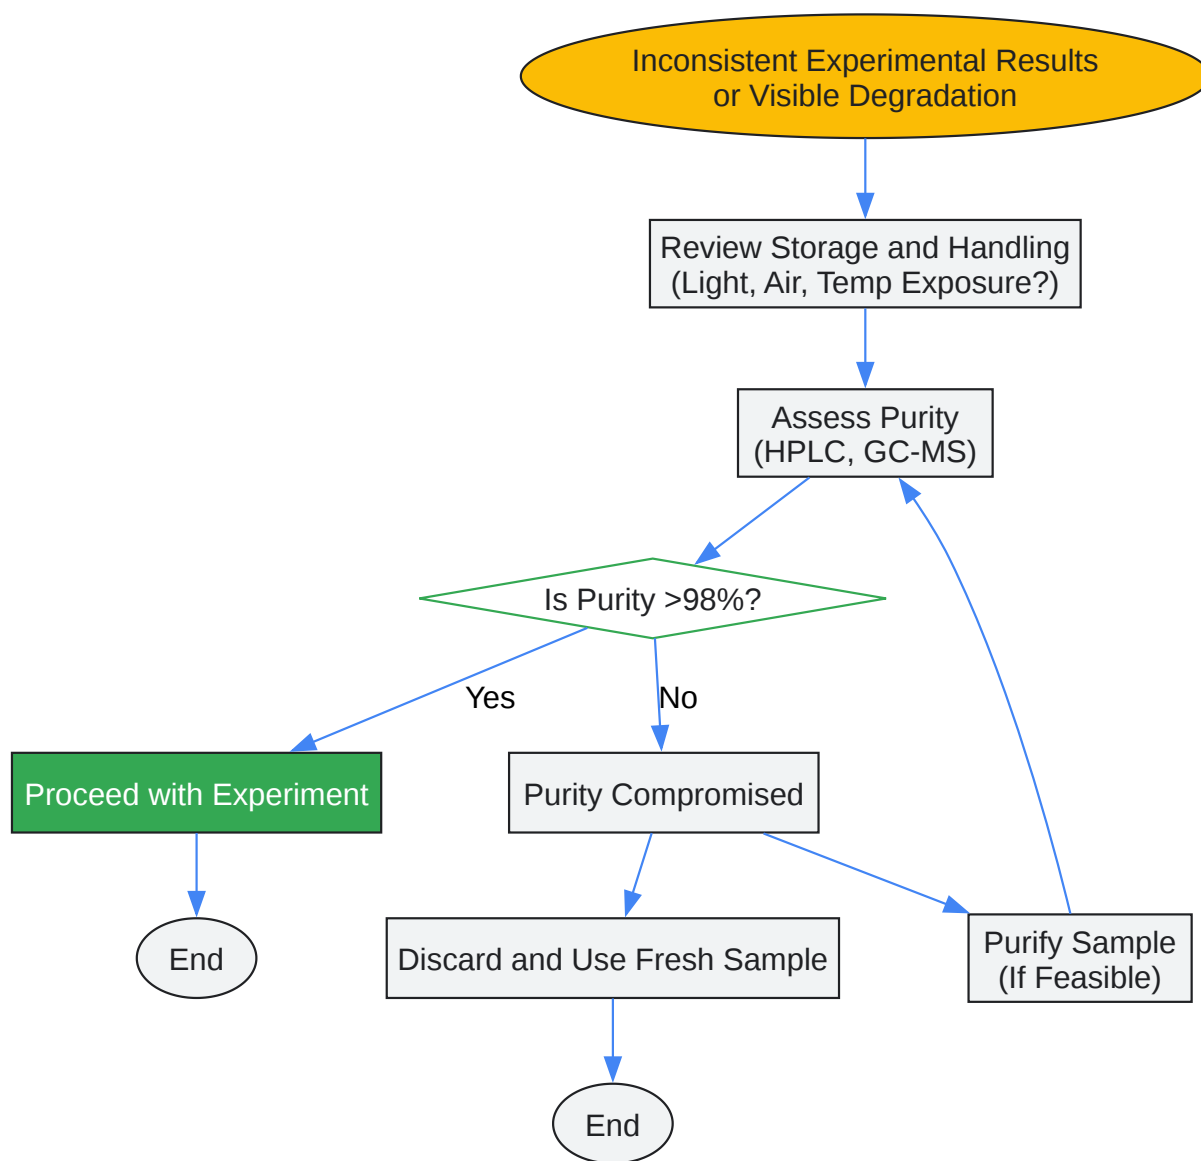 Inconsistent Experimental Results
or Visible Degradation
Review Storage and Handling
(Light, Air, Temp Exposure?)
Assess Purity
(HPLC, GC-MS)
Is Purity >98%?
Yes
No
Proceed with Experiment
Purity Compromised
End
Discard and Use Fresh Sample
Purify Sample
(If Feasible)
End